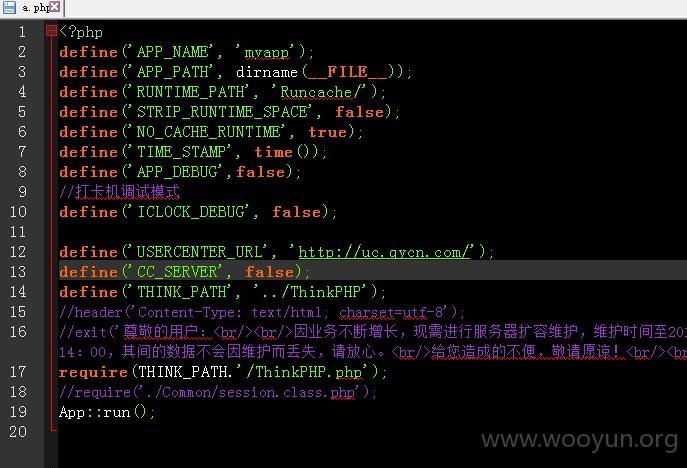 a.php
1 <?php
2 define('APP_NAME', 'myapp');
3 define('APP_PATH', dirname(__FILE__));
4 define('RUNTIME_PATH', 'Runcache/');
5 define('STRIP_RUNTIME_SPACE', false);
6 define('NO_CACHE_RUNTIME', true);
7 define('TIME_STAMP', time());
8 define('APP_DEBUG',false);
9 //打卡机调试模式
10 define('ICLOCK_DEBUG', false);
11
12 define('USERCENTER_URL', 'http://uc.gvcn.com/');
13 define('CC_SERVER', false);
14 define('THINK_PATH', '../ThinkPHP');
15 //header('Content-Type: text/html; charset=utf-8');
16 //exit('尊敬的用户：<br/><br/>因业务不断增长，现需进行服务器扩容维护，维护时间至201
14：00，其间的数据不会因维护而丢失，请放心。<br/>给您造成的不便，敬请愿谅！<br/><br
17 require(THINK_PATH.'/ThinkPHP.php');
18 //require('./Common/session.class.php');
19 App::run();
20
www.wooyun.org